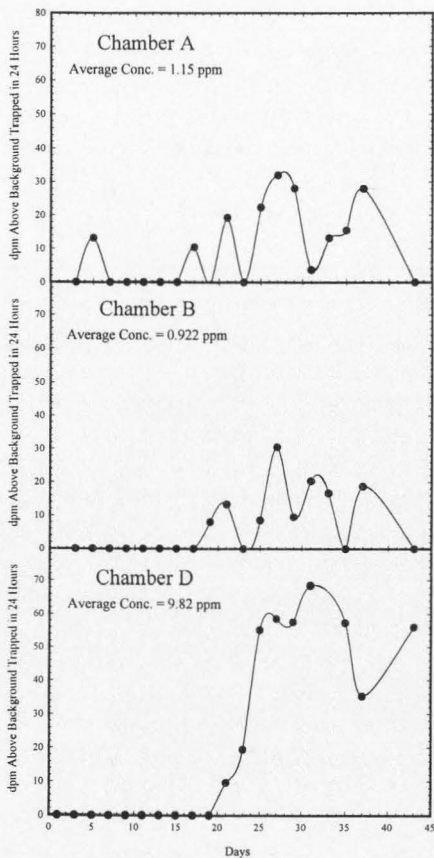 dpm Above Background Trapped in 24 Hours
80
70
60
50
40
30
20
10
0
Chamber A
Average Conc. = 1.15 ppm
dpm Above Background Trapped in 24 Hours
70
60
50
40
30
20
10
0
Chamber B
Average Conc. = 0.922 ppm
dpm Above Background Trapped in 24 Hours
70
60
50
40
30
20
10
0
Chamber D
Average Conc. = 9.82 ppm
0 5 10 15 20 25 30 35 40 45
Days